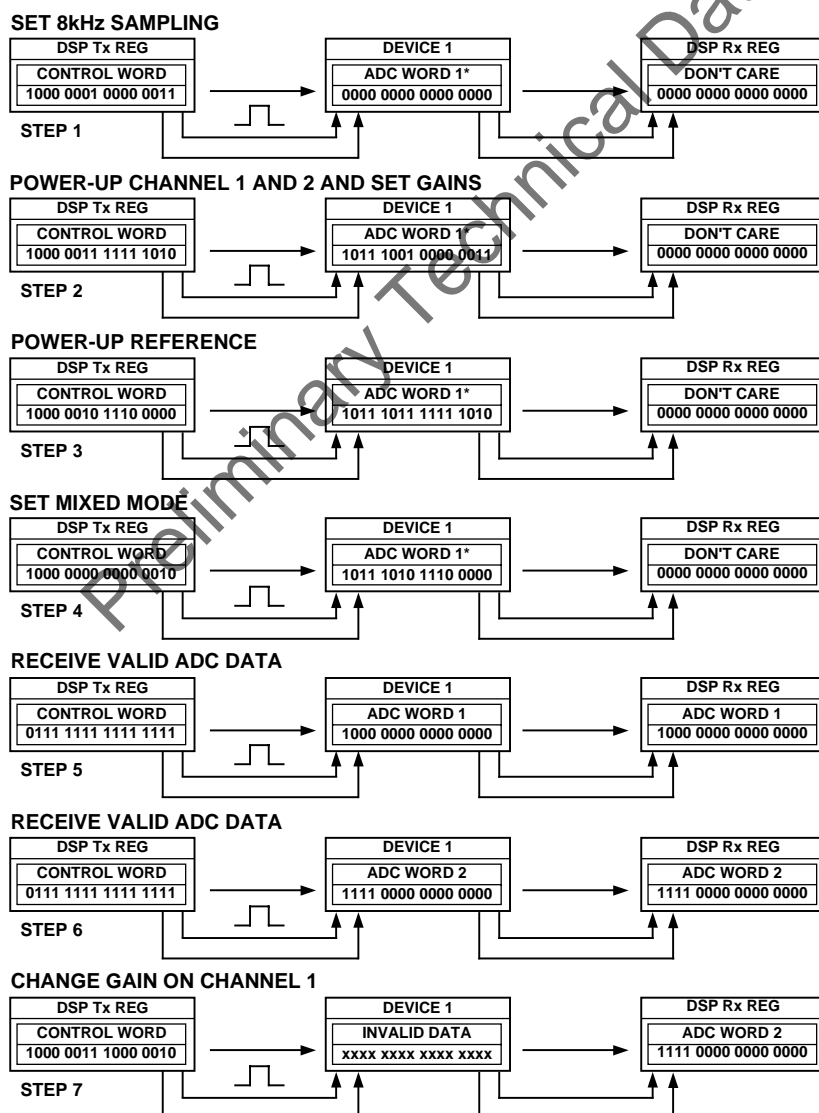 SET 8kHz SAMPLING
DSP Tx REG
CONTROL WORD
1000 0001 0000 0011
DEVICE 1
ADC WORD 1*
0000 0000 0000 0000
DSP Rx REG
DON'T CARE
0000 0000 0000 0000
STEP 1
POWER-UP CHANNEL 1 AND 2 AND SET GAINS
DSP Tx REG
CONTROL WORD
1000 0011 1111 1010
DEVICE 1
ADC WORD 1*
1011 1001 0000 0011
DSP Rx REG
DON'T CARE
0000 0000 0000 0000
STEP 2
POWER-UP REFERENCE
DSP Tx REG
CONTROL WORD
1000 0010 1110 0000
DEVICE 1
ADC WORD 1*
1011 1011 1111 1010
DSP Rx REG
DON'T CARE
0000 0000 0000 0000
STEP 3
SET MIXED MODE
DSP Tx REG
CONTROL WORD
1000 0000 0000 0010
DEVICE 1
ADC WORD 1*
1011 1010 1110 0000
DSP Rx REG
DON'T CARE
0000 0000 0000 0000
STEP 4
RECEIVE VALID ADC DATA
DSP Tx REG
CONTROL WORD
0111 1111 1111 1111
DEVICE 1
ADC WORD 1
1000 0000 0000 0000
DSP Rx REG
ADC WORD 1
1000 0000 0000 0000
STEP 5
RECEIVE VALID ADC DATA
DSP Tx REG
CONTROL WORD
0111 1111 1111 1111
DEVICE 1
ADC WORD 2
1111 0000 0000 0000
DSP Rx REG
ADC WORD 2
1111 0000 0000 0000
STEP 6
CHANGE GAIN ON CHANNEL 1
DSP Tx REG
CONTROL WORD
1000 0011 1000 0010
DEVICE 1
INVALID DATA
xxxx xxxx xxxx xxxx
DSP Rx REG
ADC WORD 2
1111 0000 0000 0000
STEP 7
Preliminary Technical Data